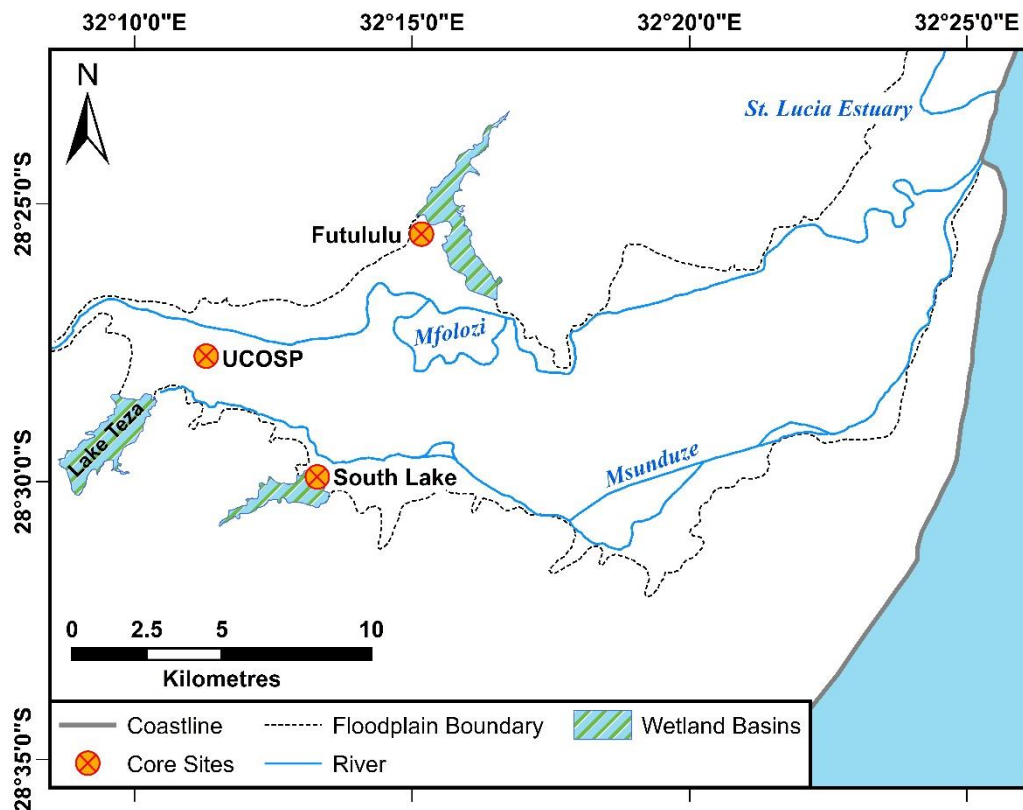 32°10'0"E 32°15'0"E 32°20'0"E 32°25'0"E
N
St. Lucia Estuary
28°25'0"S
Futululu
Mfolozi
UCOSP
Lake Teza
Msunduze
South Lake
28°30'0"S
0 2.5 5 10
Kilometres
Coastline Floodplain Boundary Wetland Basins
Core Sites River
28°35'0"S